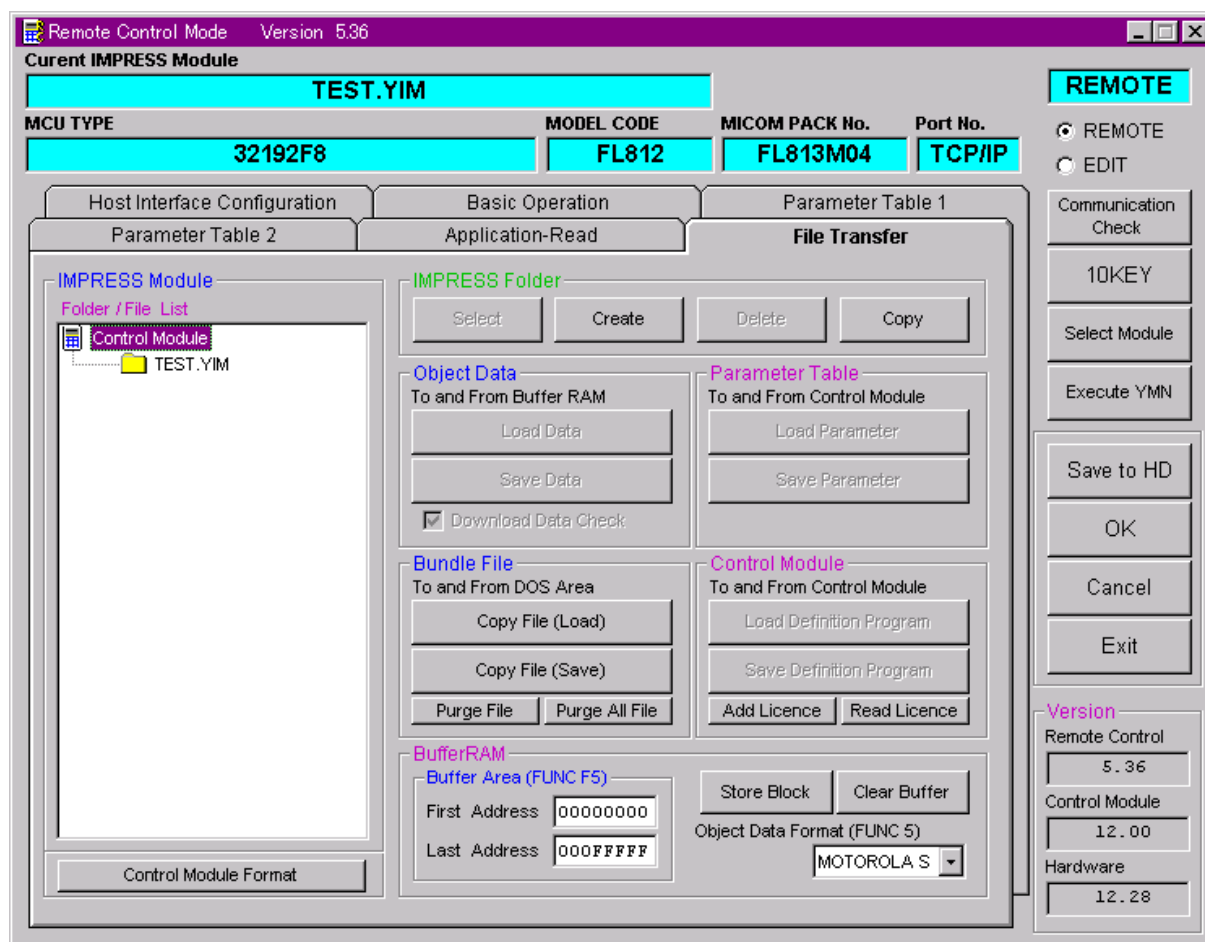 Remote Control Mode Version 5.36
Curent IMPRESS Module
TEST.YIM
REMOTE
MCU TYPE MODEL CODE MICOM PACK No. Port No.
32192F8 FL812 FL813M04 TCP/IP
REMOTE
EDIT
Host Interface Configuration Basic Operation Parameter Table 1
Parameter Table 2 Application-Read File Transfer
Communication
Check
10KEY
Select Module
Execute YMN
Save to HD
OK
Cancel
Exit
IMPRESS Module
Folder / File List
Control Module
TEST.YIM
Control Module Format
IMPRESS Folder
Select Create Delete Copy
Object Data
To and From Buffer RAM
Load Data
Save Data
Download Data Check
Parameter Table
To and From Control Module
Load Parameter
Save Parameter
Bundle File
To and From DOS Area
Copy File (Load)
Copy File (Save)
Purge File Purge All File
Control Module
To and From Control Module
Load Definition Program
Save Definition Program
Add Licence Read Licence
BufferRAM
Buffer Area (FUNC F5)
First Address 00000000
Last Address 000FFFFF
Store Block Clear Buffer
Object Data Format (FUNC 5)
MOTOROLA S
Version
Remote Control
5.36
Control Module
12.00
Hardware
12.28